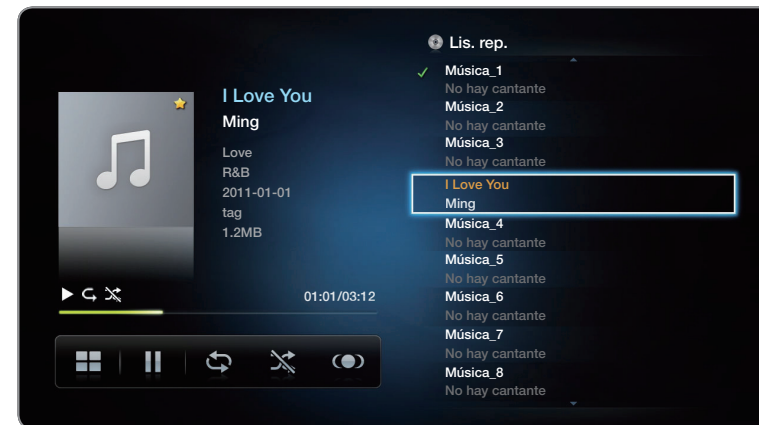 I Love You
Ming
Love
R&B
2011-01-01
tag
1.2MB
01:01/03:12
Lis. rep.
Música_1
No hay cantante
Música_2
No hay cantante
Música_3
No hay cantante
I Love You
Ming
Música_4
No hay cantante
Música_5
No hay cantante
Música_6
No hay cantante
Música_7
No hay cantante
Música_8
No hay cantante